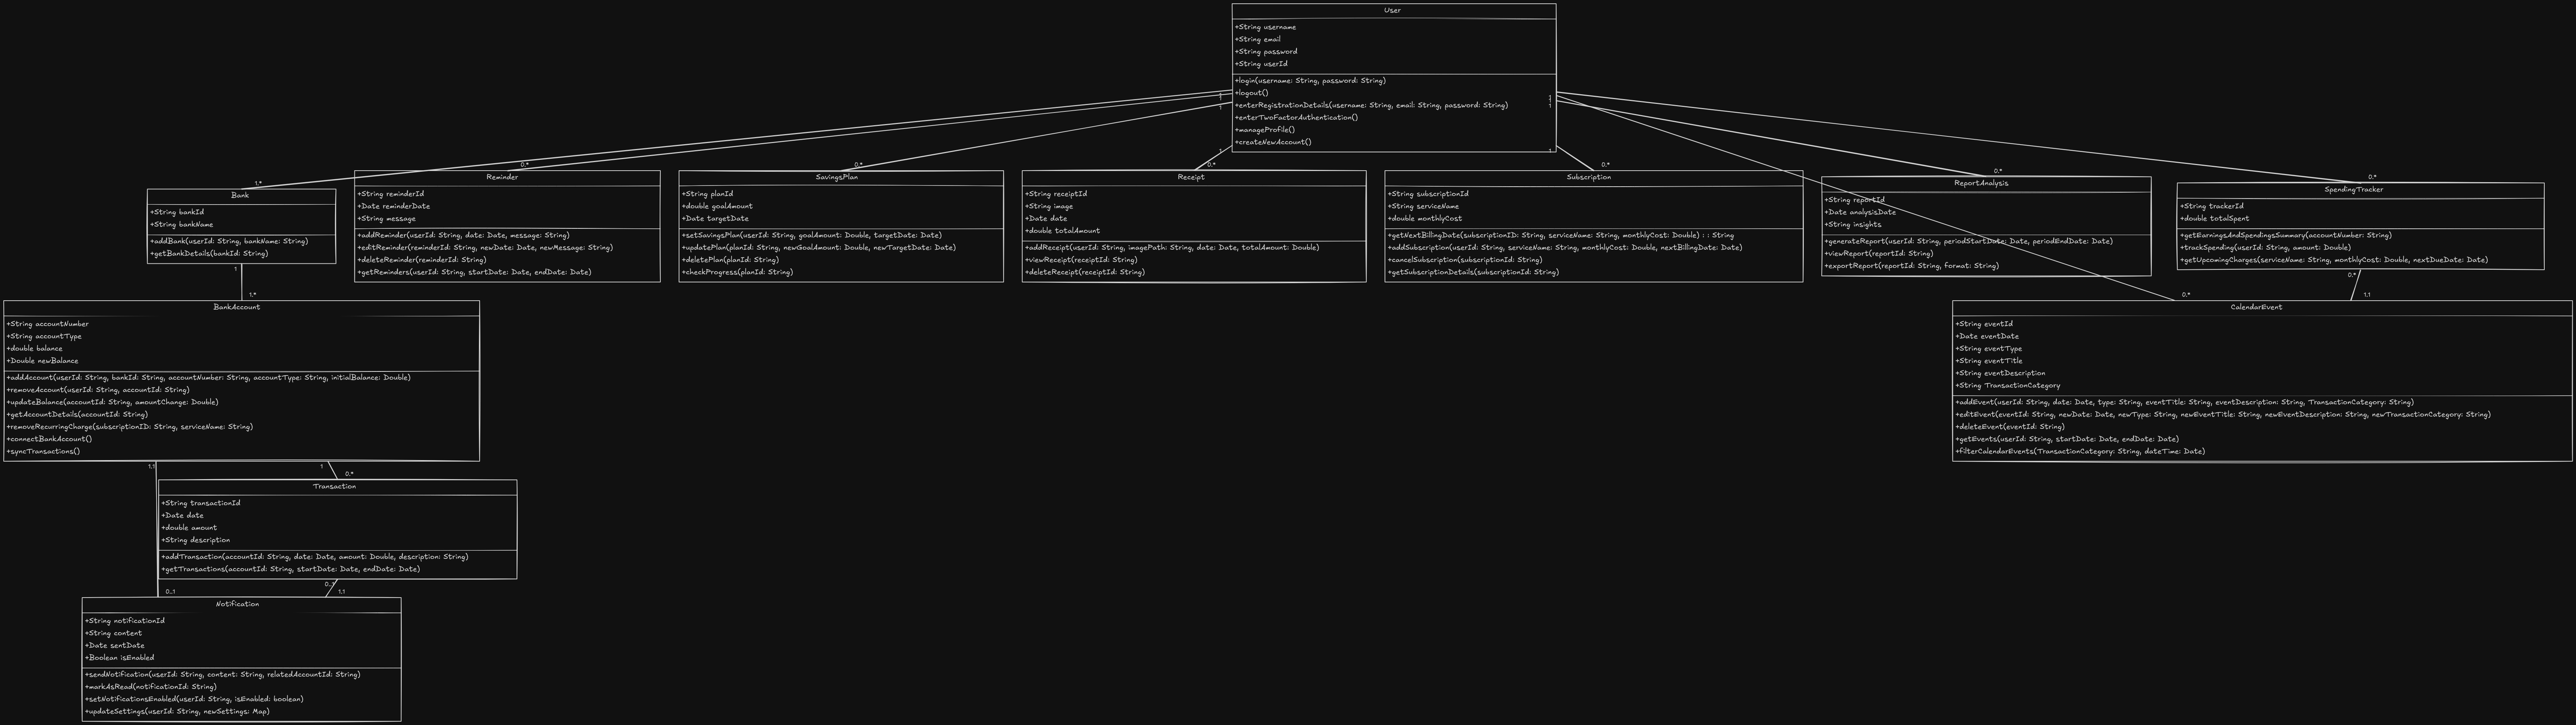 User
+String username
+String email
+String password
+String userId
+login(username: String, password: String)
+logout()
+enterRegistrationDetails(username: String, email: String, password: String)
+enterTwoFactorAuthentication()
+manageProfile()
+createNewAccount()
1
1
1
1
1
1
1
1
1.*
0.*
0.*
0.*
0.*
0.*
0.*
0.*
Bank
+String bankId
+String bankName
+addBank(userId: String, bankName: String)
+getBankDetails(bankId: String)
Reminder
+String reminderId
+Date reminderDate
+String message
+addReminder(userId: String, date: Date, message: String)
+editReminder(reminderId: String, newDate: Date, newMessage: String)
+deleteReminder(reminderId: String)
+getReminders(userId: String, startDate: Date, endDate: Date)
SavingsPlan
+String planId
+double goalAmount
+Date targetDate
+setSavingsPlan(userId: String, goalAmount: Double, targetDate: Date)
+updatePlan(planId: String, newGoalAmount: Double, newTargetDate: Date)
+deletePlan(planId: String)
+checkProgress(planId: String)
Receipt
+String receiptId
+String image
+Date date
+double totalAmount
+addReceipt(userId: String, imagePath: String, date: Date, totalAmount: Double)
+viewReceipt(receiptId: String)
+deleteReceipt(receiptId: String)
Subscription
+String subscriptionId
+String serviceName
+double monthlyCost
+getNextBillingDate(subscriptionID: String, serviceName: String, monthlyCost: Double) : : String
+addSubscription(userId: String, serviceName: String, monthlyCost: Double, nextBillingDate: Date)
+cancelSubscription(subscriptionId: String)
+getSubscriptionDetails(subscriptionId: String)
ReportAnalysis
+String reportId
+Date analysisDate
+String insights
+generateReport(userId: String, periodStartDate: Date, periodEndDate: Date)
+viewReport(reportId: String)
+exportReport(reportId: String, format: String)
SpendingTracker
+String trackerId
+double totalSpent
+getEarningsAndSpendingsSummary(accountNumber: String)
+trackSpending(userId: String, amount: Double)
+getUpcomingCharges(serviceName: String, monthlyCost: Double, nextDueDate: Date)
1
1.*
0.*
1.1
BankAccount
+String accountNumber
+String accountType
+double balance
+Double newBalance
+addAccount(userId: String, bankId: String, accountNumber: String, accountType: String, initialBalance: Double)
+removeAccount(userId: String, accountId: String)
+updateBalance(accountId: String, amountChange: Double)
+getAccountDetails(accountId: String)
+removeRecurringCharge(subscriptionID: String, serviceName: String)
+connectBankAccount()
+syncTransactions()
CalendarEvent
+String eventId
+Date eventDate
+String eventType
+String eventTitle
+String eventDescription
+String TransactionCategory
+addEvent(userId: String, date: Date, type: String, eventTitle: String, eventDescription: String, TransactionCategory: String)
+editEvent(eventId: String, newDate: Date, newType: String, newEventTitle: String, newEventDescription: String, newTransactionCategory: String)
+deleteEvent(eventId: String)
+getEvents(userId: String, startDate: Date, endDate: Date)
+filterCalendarEvents(TransactionCategory: String, dateTime: Date)
1.1
1
0.*
Transaction
+String transactionId
+Date date
+double amount
+String description
+addTransaction(accountId: String, date: Date, amount: Double, description: String)
+getTransactions(accountId: String, startDate: Date, endDate: Date)
0..1
0..1
1.1
Notification
+String notificationId
+String content
+Date sentDate
+Boolean isEnabled
+sendNotification(userId: String, content: String, relatedAccountId: String)
+markAsRead(notificationId: String)
+setNotificationsEnabled(userId: String, isEnabled: boolean)
+updateSettings(userId: String, newSettings: Map)